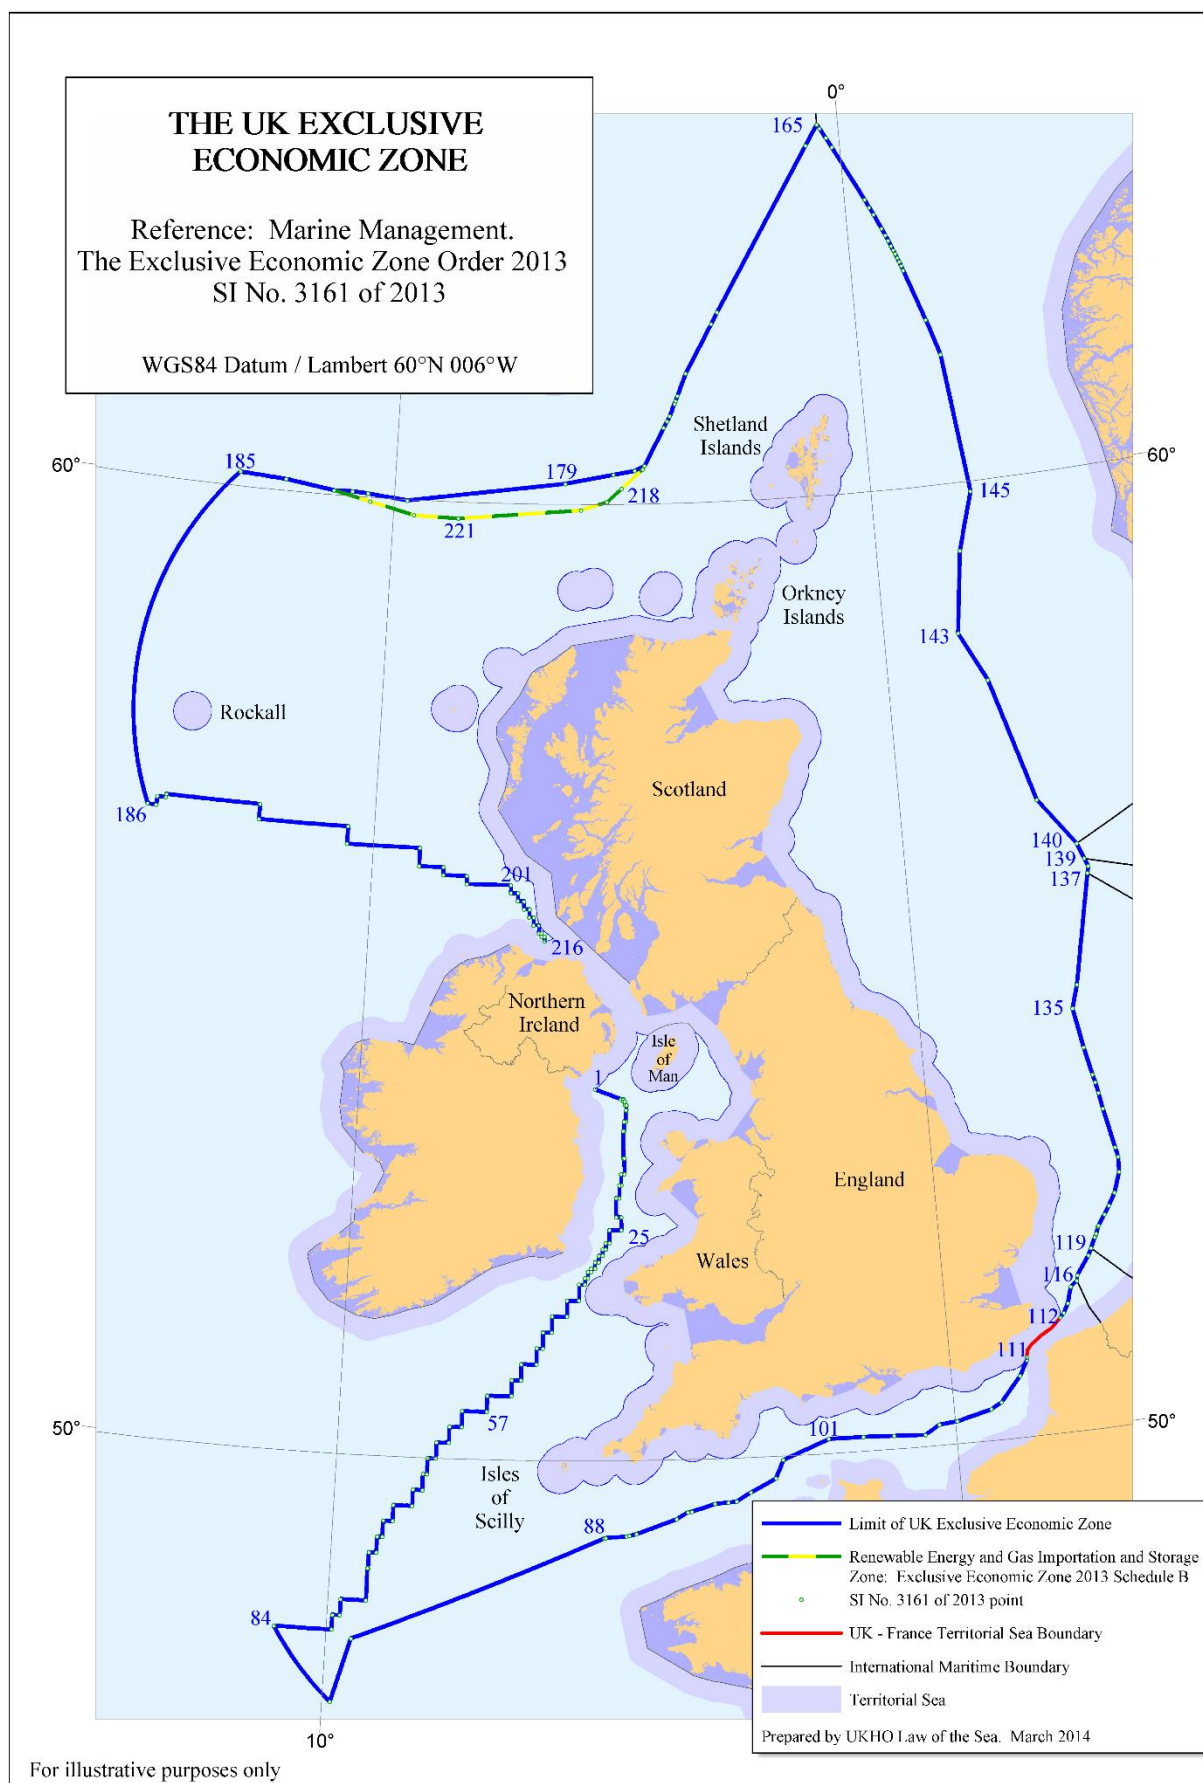 0°
165
THE UK EXCLUSIVE
ECONOMIC ZONE
Reference: Marine Management.
The Exclusive Economic Zone Order 2013
SI No. 3161 of 2013
WGS84 Datum / Lambert 60°N 006°W
Shetland
Islands
60°
185
179
60°
218
145
221
Orkney
Islands
143
Rockall
Scotland
186
140
139
201
137
216
Northern
Ireland
135
Isle
of
Man
1
England
25
119
Wales
116
112
111
57
50°
101
50°
Isles
of
Scilly
88
84
Limit of UK Exclusive Economic Zone
Renewable Energy and Gas Importation and Storage
Zone: Exclusive Economic Zone 2013 Schedule B
SI No. 3161 of 2013 point
UK - France Territorial Sea Boundary
International Maritime Boundary
Territorial Sea
Prepared by UKHO Law of the Sea. March 2014
10°
For illustrative purposes only